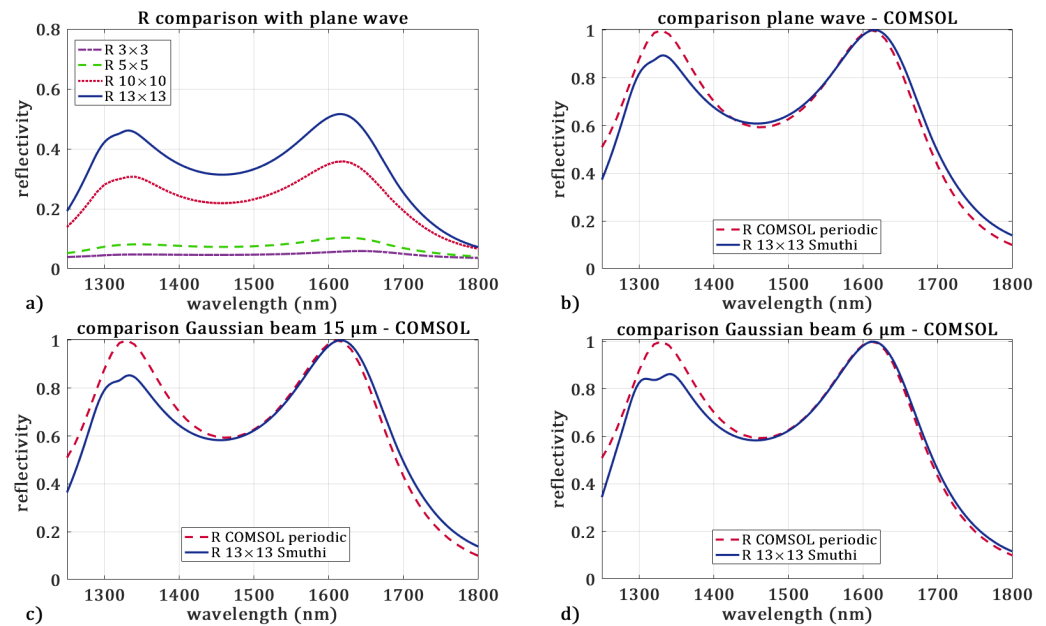 R comparison with plane wave
0.8
0.6
0.4
0.2
0
reflectivity
R 3×3
R 5×5
R 10×10
R 13×13
1300 1400 1500 1600 1700 1800
wavelength (nm)
a)
comparison plane wave - COMSOL
1
0.8
0.6
0.4
0.2
0
reflectivity
R COMSOL periodic
R 13×13 Smuthi
1300 1400 1500 1600 1700 1800
wavelength (nm)
b)
comparison Gaussian beam 15 μm - COMSOL
1
0.8
0.6
0.4
0.2
0
reflectivity
R COMSOL periodic
R 13×13 Smuthi
1300 1400 1500 1600 1700 1800
wavelength (nm)
c)
comparison Gaussian beam 6 μm - COMSOL
1
0.8
0.6
0.4
0.2
0
reflectivity
R COMSOL periodic
R 13×13 Smuthi
1300 1400 1500 1600 1700 1800
wavelength (nm)
d)